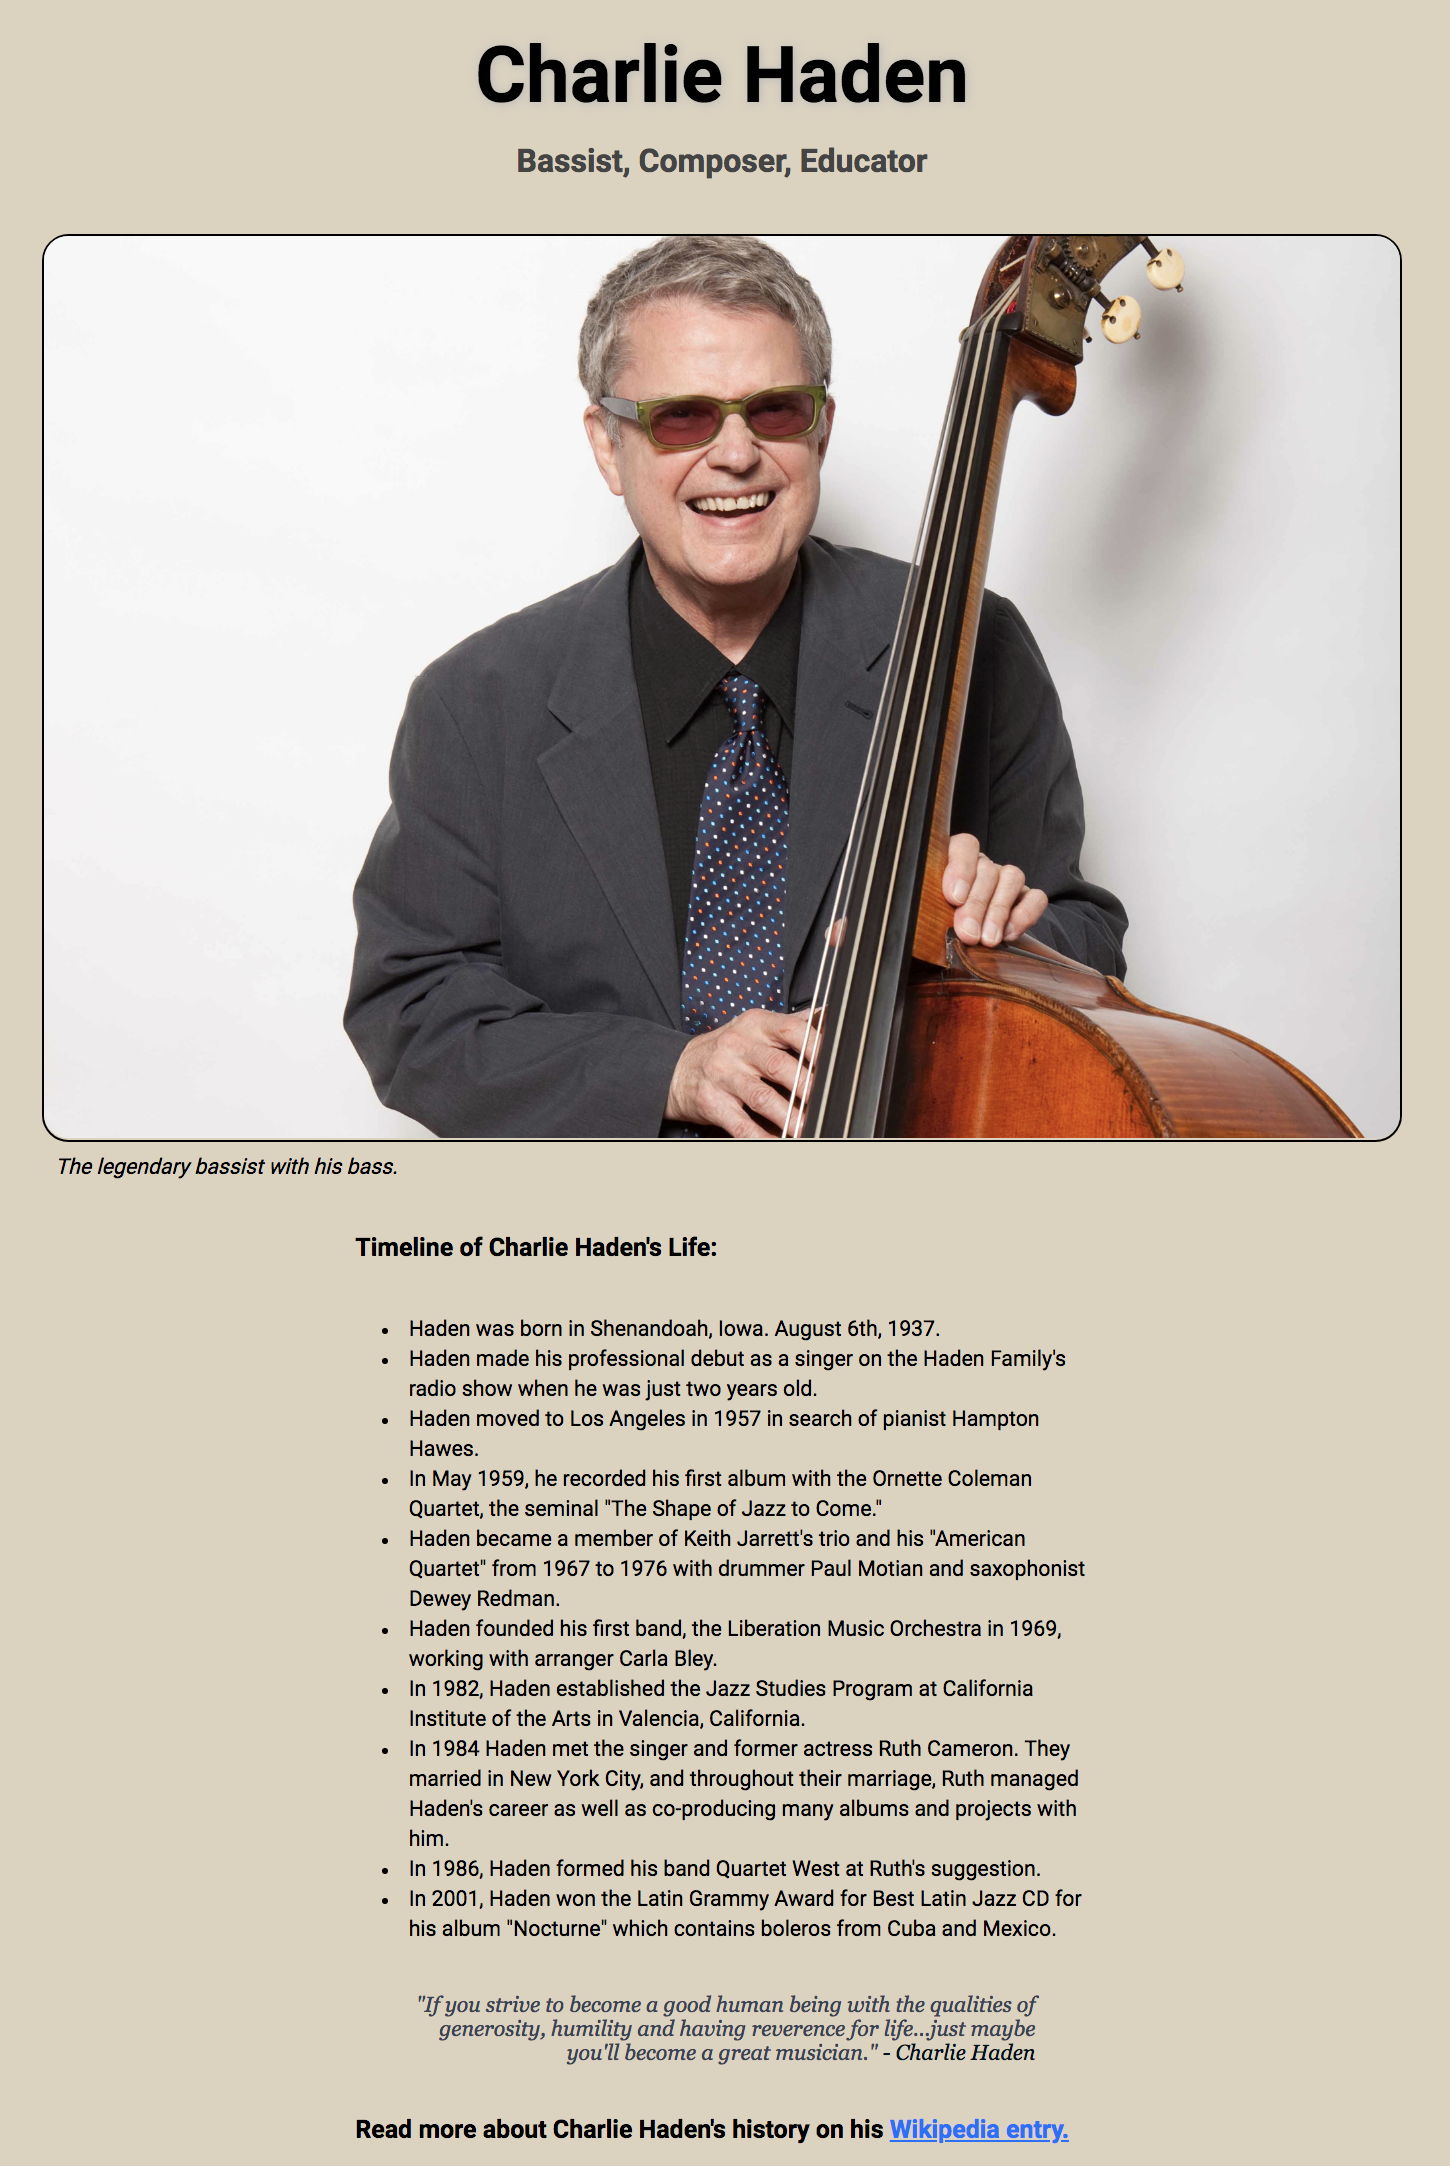 Charlie Haden
Bassist, Composer, Educator
The legendary bassist with his bass.
Timeline of Charlie Haden's Life:
• Haden was born in Shenandoah, Iowa. August 6th, 1937.
• Haden made his professional debut as a singer on the Haden Family's
radio show when he was just two years old.
• Haden moved to Los Angeles in 1957 in search of pianist Hampton
Hawes.
• In May 1959, he recorded his first album with the Ornette Coleman
Quartet, the seminal "The Shape of Jazz to Come."
• Haden became a member of Keith Jarrett's trio and his "American
Quartet" from 1967 to 1976 with drummer Paul Motian and saxophonist
Dewey Redman.
• Haden founded his first band, the Liberation Music Orchestra in 1969,
working with arranger Carla Bley.
• In 1982, Haden established the Jazz Studies Program at California
Institute of the Arts in Valencia, California.
• In 1984 Haden met the singer and former actress Ruth Cameron. They
married in New York City, and throughout their marriage, Ruth managed
Haden's career as well as co-producing many albums and projects with
him.
• In 1986, Haden formed his band Quartet West at Ruth's suggestion.
• In 2001, Haden won the Latin Grammy Award for Best Latin Jazz CD for
his album "Nocturne" which contains boleros from Cuba and Mexico.
"If you strive to become a good human being with the qualities of
generosity, humility and having reverence for life...just maybe
you'll become a great musician." - Charlie Haden
Read more about Charlie Haden's history on his Wikipedia entry.